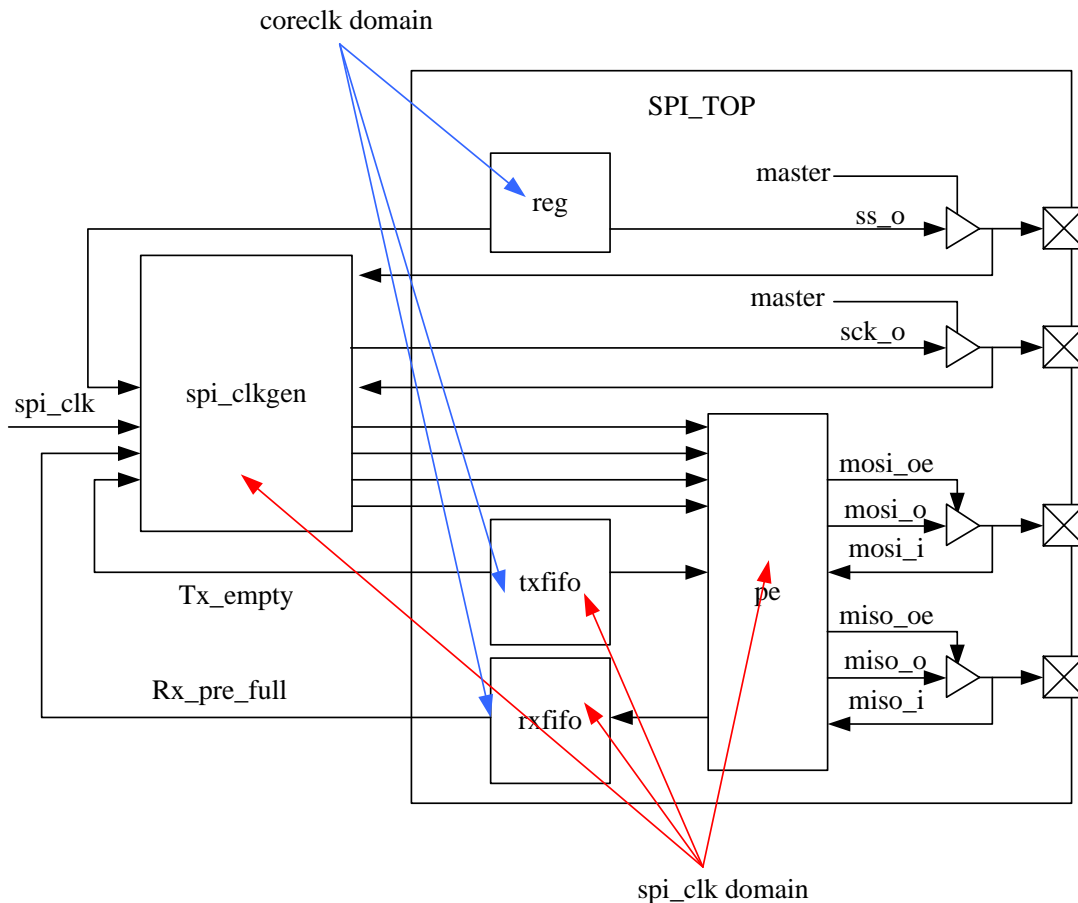 coreclk domain
SPI_TOP
master
reg
ss_o
master
sck_o
spi_clkgen
spi_clk
mosi_oe
mosi_o
mosi_i
txfifo
pe
Tx_empty
miso_oe
miso_o
Rx_pre_full
miso_i
rxfifo
spi_clk domain